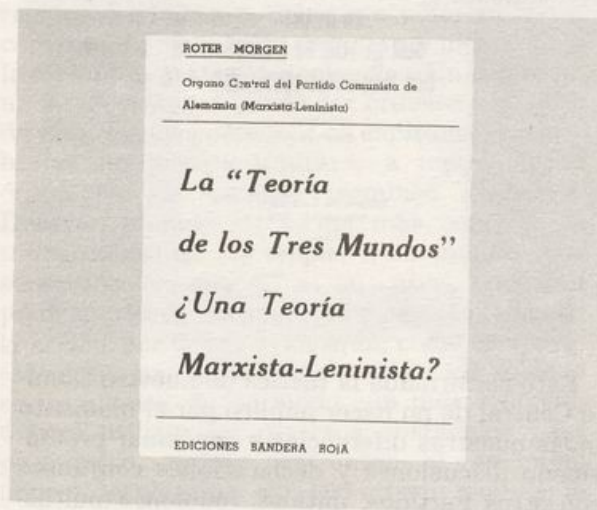 ROTER MORGEN
Organo Central del Partido Comunista de
Alemania (Marxista-Leninista)
La “Teoría
de los Tres Mundos”
¿Una Teoría
Marxista-Leninista?
EDICIONES BANDERA ROJA